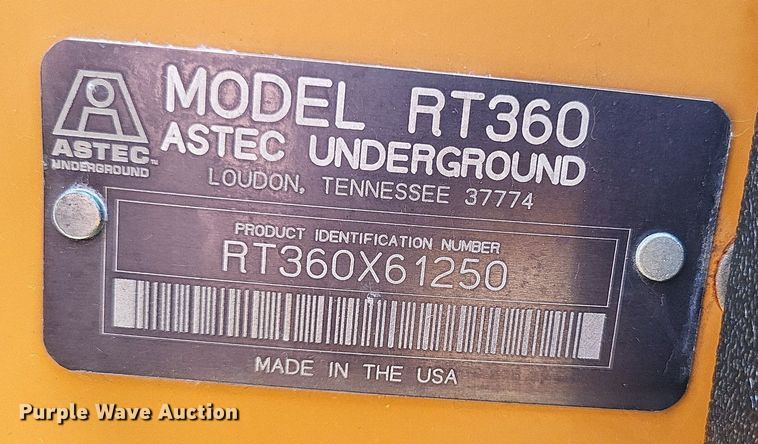 MODEL RT360
ASTEC UNDERGROUND
LOUDON, TENNESSEE 37774
ASTEC™
UNDERGROUND
PRODUCT IDENTIFICATION NUMBER
RT360X61250
MADE IN THE USA
Purple Wave Auction